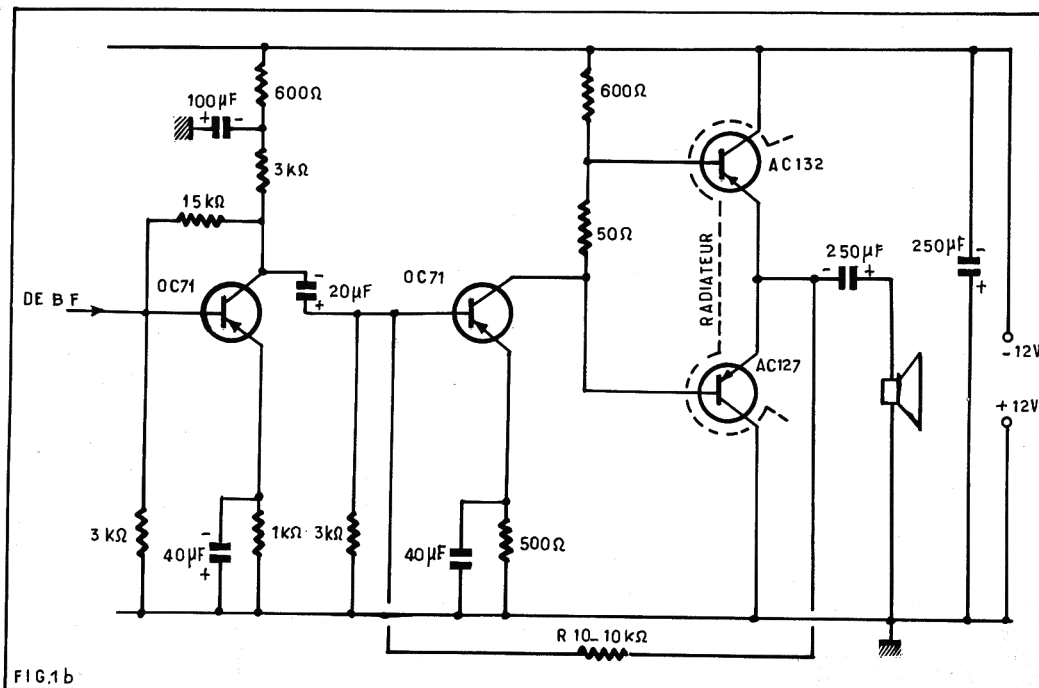 600Ω
100µF
+ -
3kΩ
15kΩ
OC71
DE BF
-
20µF
+
3kΩ
-
40µF
+
1kΩ
3kΩ
OC71
40µF
500Ω
600Ω
50Ω
AC132
RADIATEUR
AC127
250µF
- +
250µF
-
+
-12V
+12V
R 10_10kΩ
FIG.1b